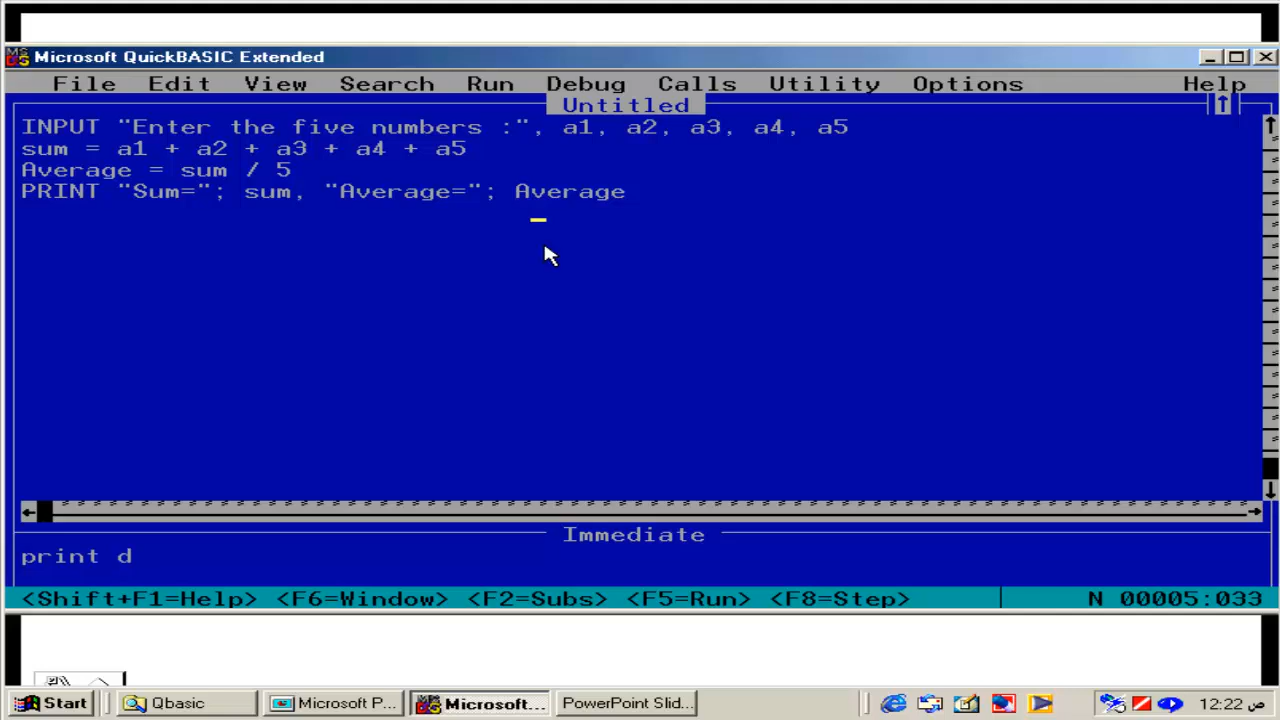 Microsoft QuickBASIC Extended
File Edit View Search Run Debug Calls Utility Options Help
Untitled
INPUT "Enter the five numbers :", a1, a2, a3, a4, a5
sum = a1 + a2 + a3 + a4 + a5
Average = sum / 5
PRINT "Sum="; sum, "Average="; Average
Immediate
print d
<Shift+F1=Help> <F6=Window> <F2=Subs> <F5=Run> <F8=Step> N 00005:033
Start Qbasic Microsoft P... Microsoft... PowerPoint Slid... 12:22 ص